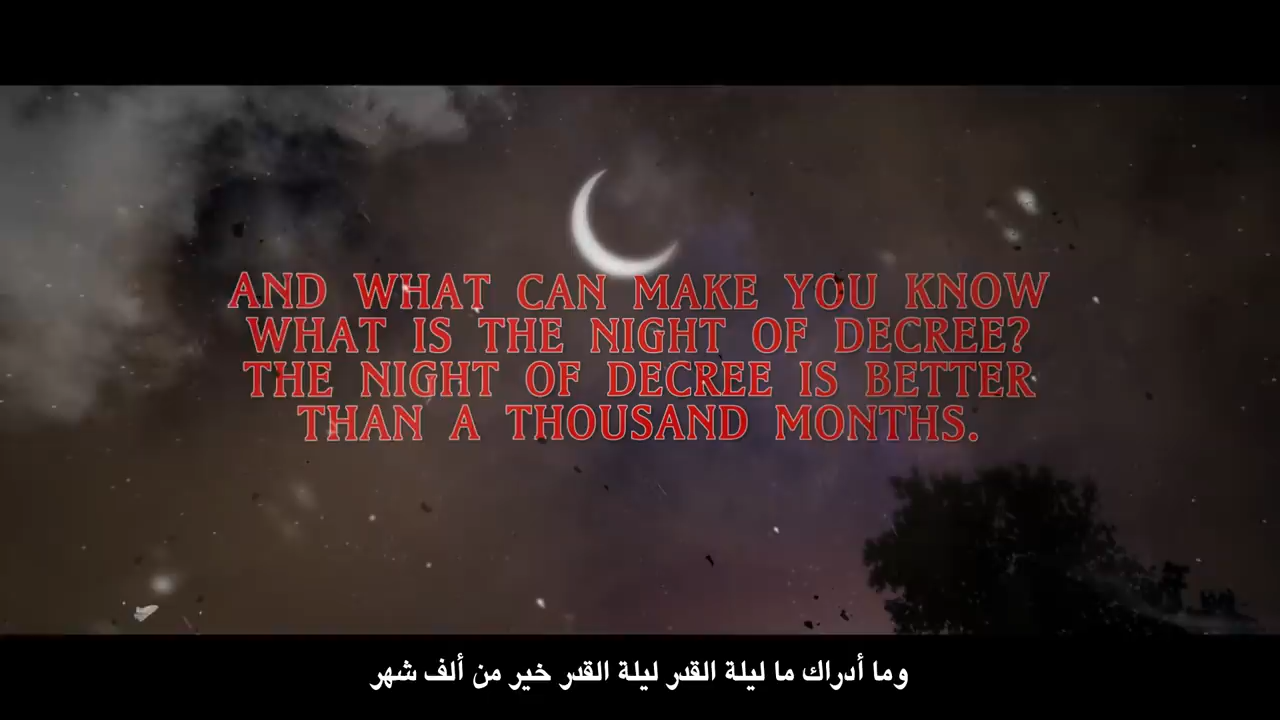 AND WHAT CAN MAKE YOU KNOW
WHAT IS THE NIGHT OF DECREE?
THE NIGHT OF DECREE IS BETTER
THAN A THOUSAND MONTHS.
وما أدراك ما ليلة القدر ليلة القدر خير من ألف شهر